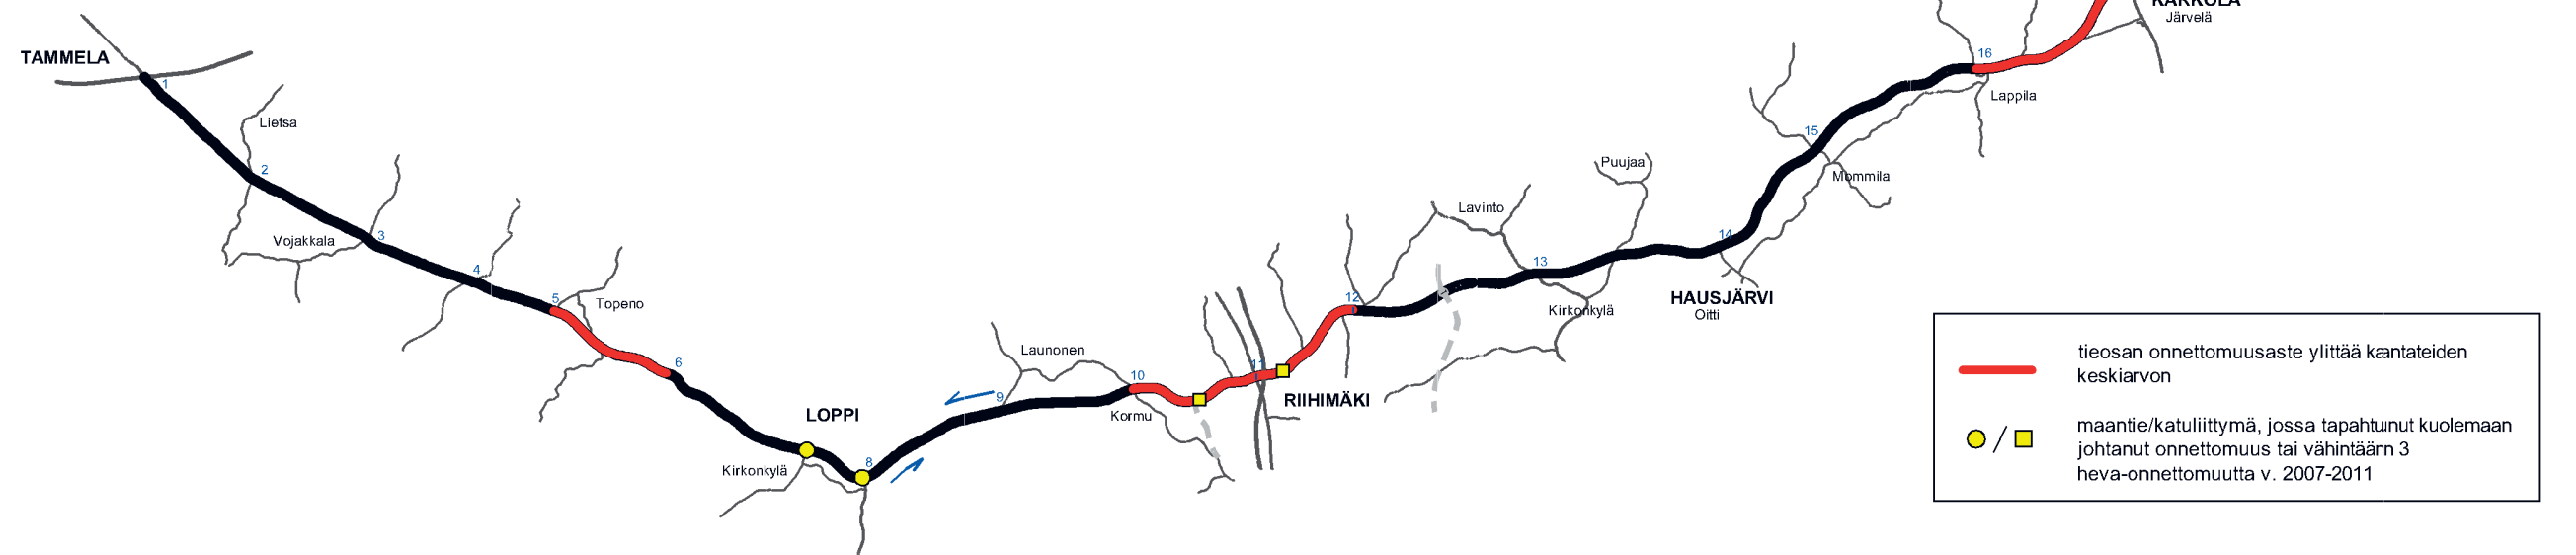 KÄRKÖLÄ
Järvelä
TAMMELA
1
16
Lappila
Lietsa
15
2
Puujaa
Mommila
Lavinto
Vojakkala
3
14
4
13
5
Topeno
12
HAUSJÄRVI
Oitti
Kirkonkylä
6
Launonen
11
10
RIIHIMÄKI
9
Kormu
LOPPI
8
Kirkonkylä
tieosan onnettomuusaste ylittää kantateiden
keskiarvon
/
maantie/katuliittymä, jossa tapahtunut kuolemaan
johtanut onnettomuus tai vähintäärn 3
heva-onnettomuutta v. 2007-2011